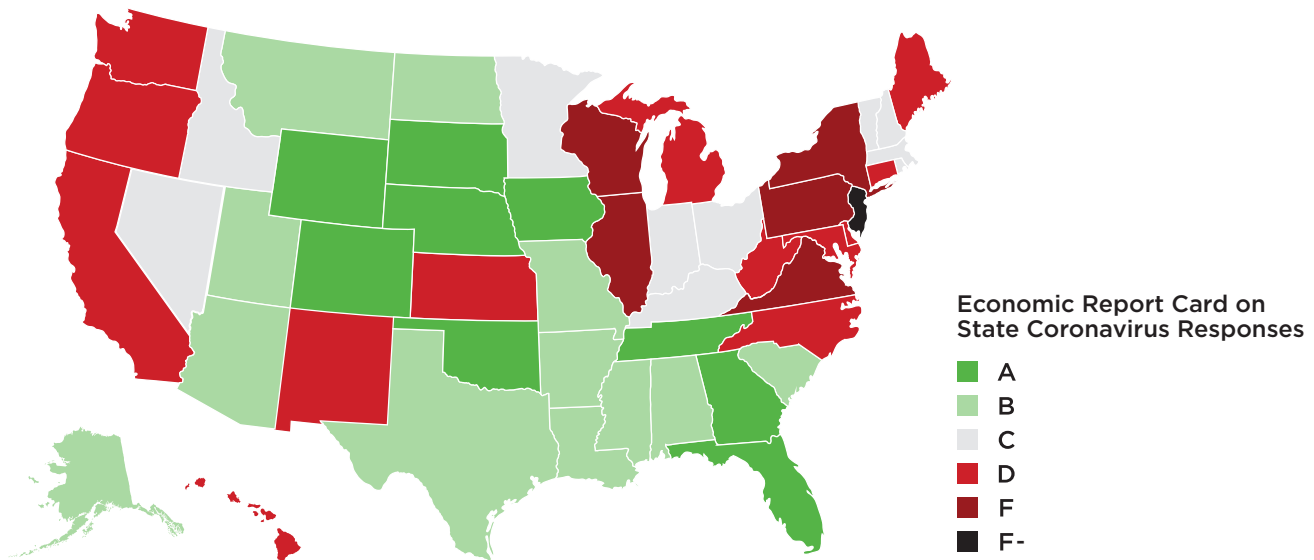 Economic Report Card on
State Coronavirus Responses
A
B
C
D
F
F-